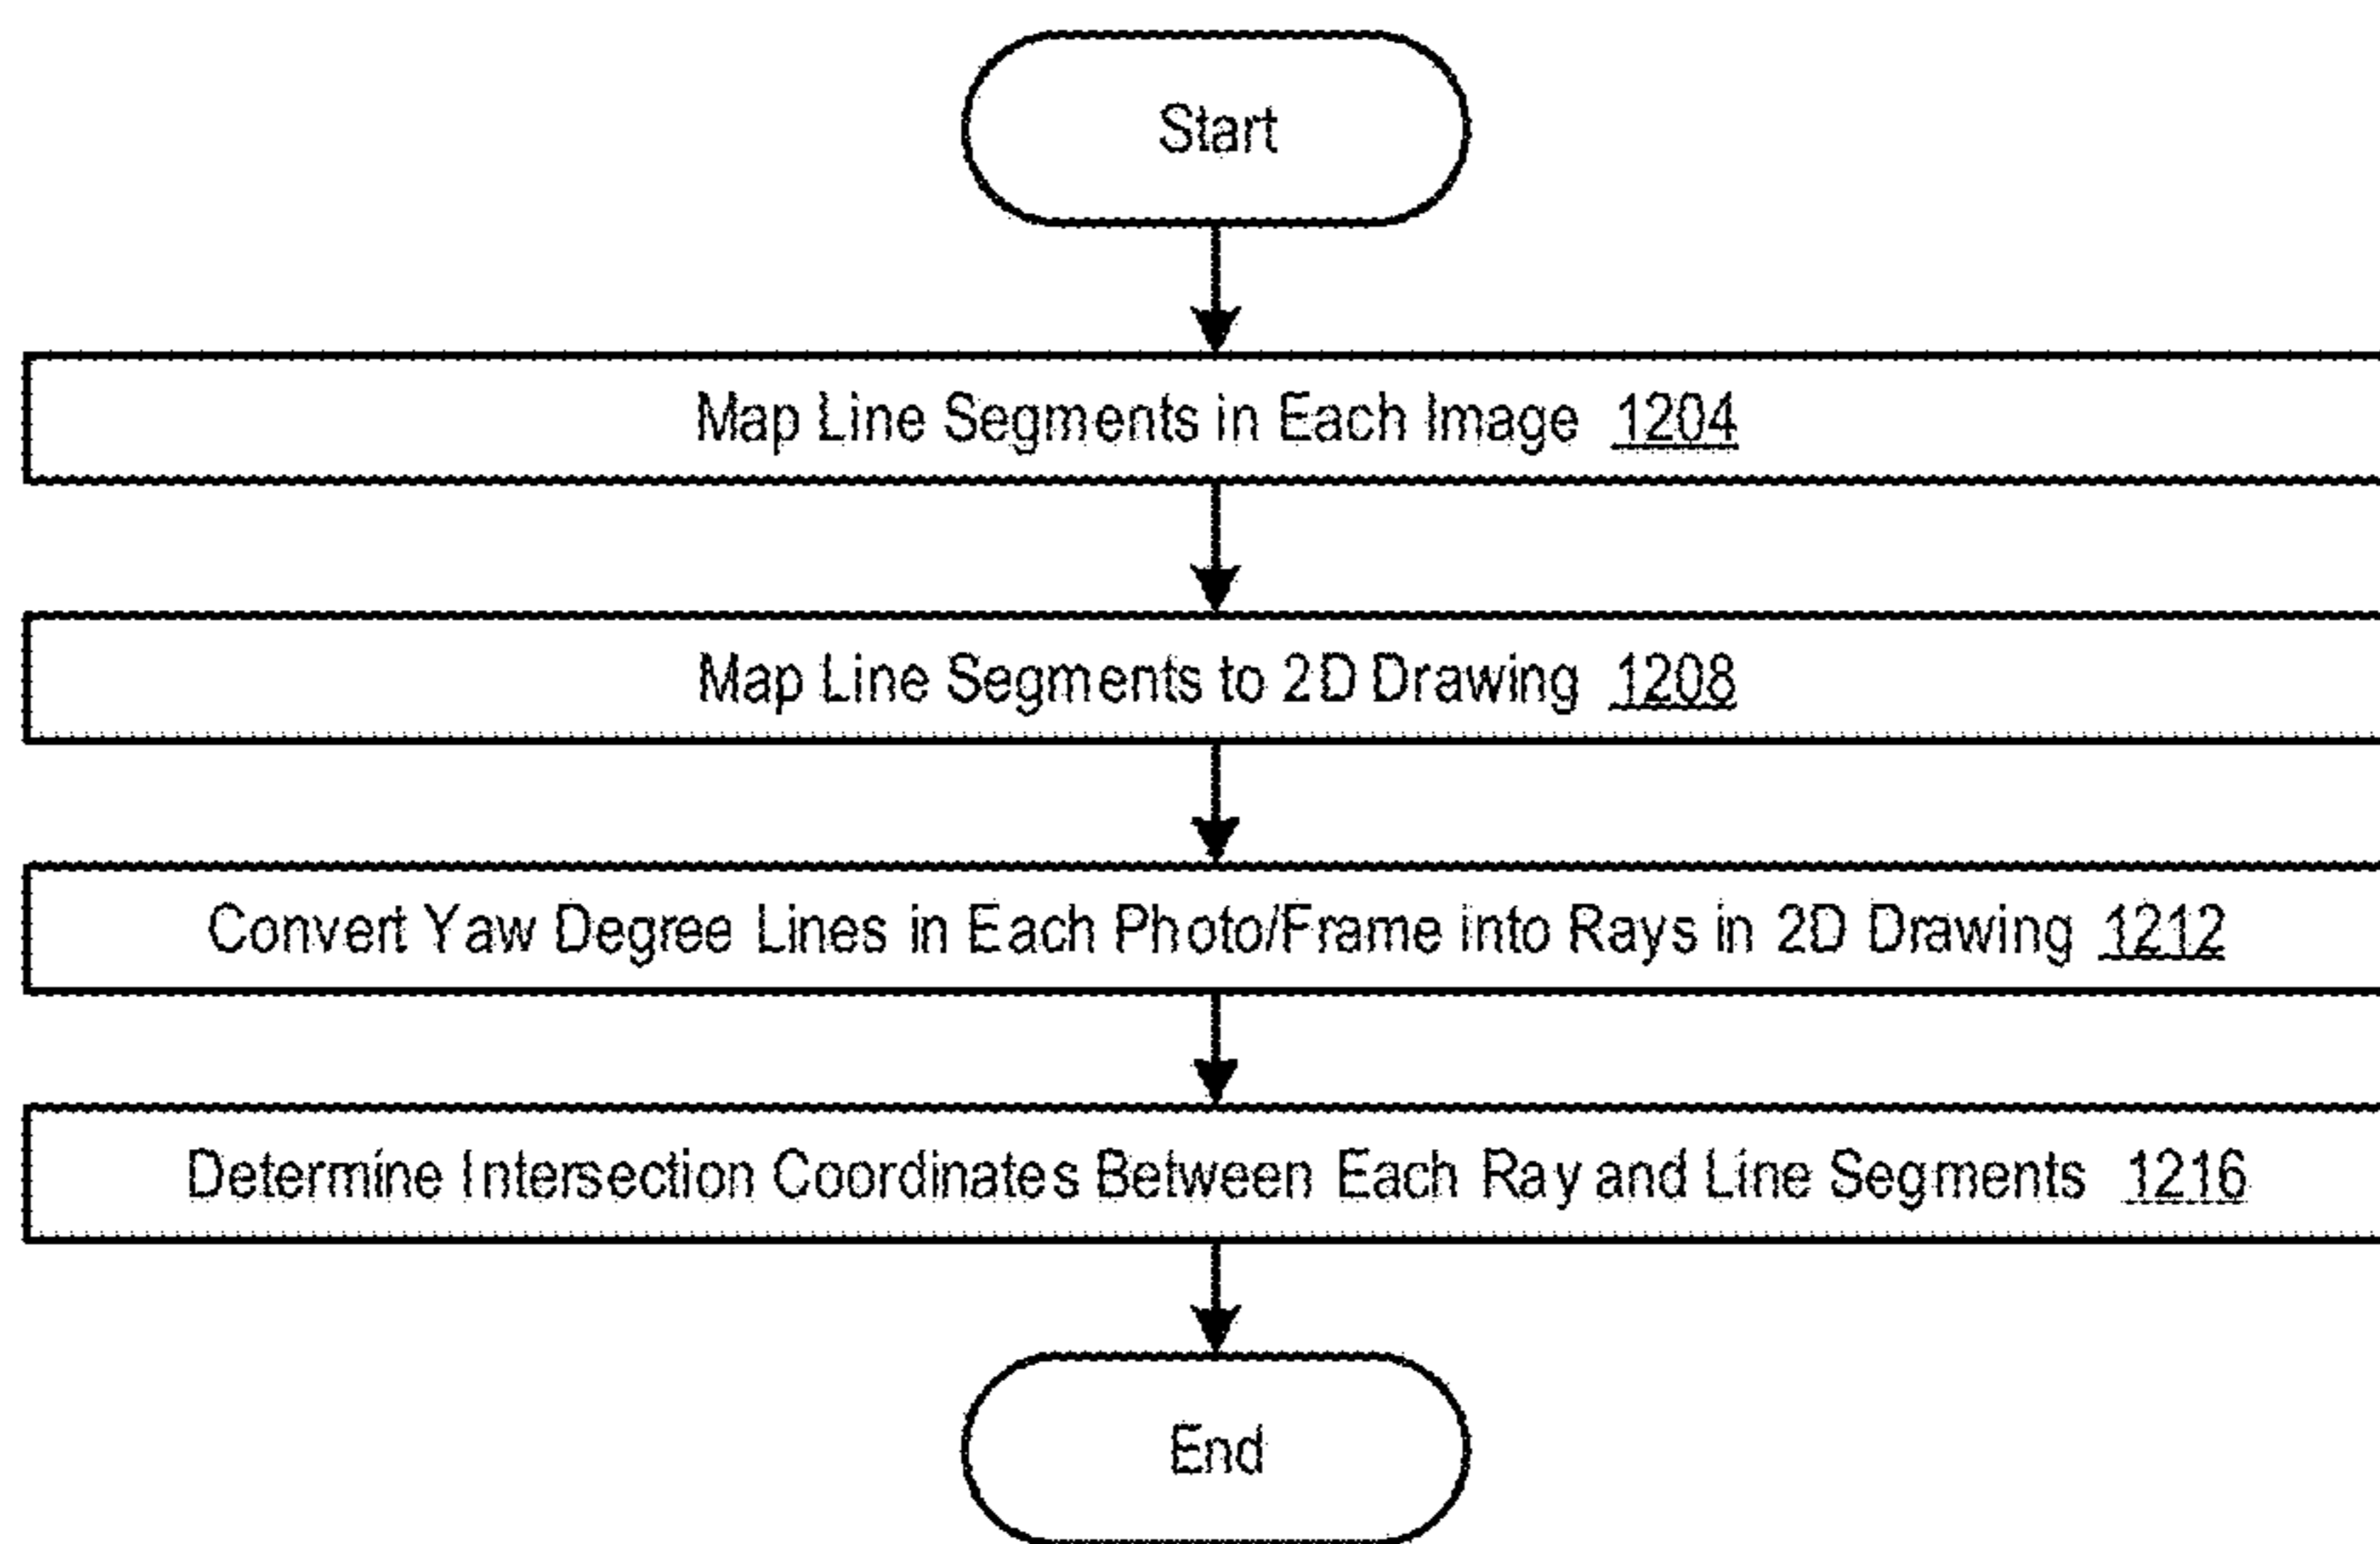 Start
Map Line Segments in Each Image 1204
Map Line Segments to 2D Drawing 1208
Convert Yaw Degree Lines in Each Photo/Frame into Rays in 2D Drawing 1212
Determine Intersection Coordinates Between Each Ray and Line Segments 1216
End